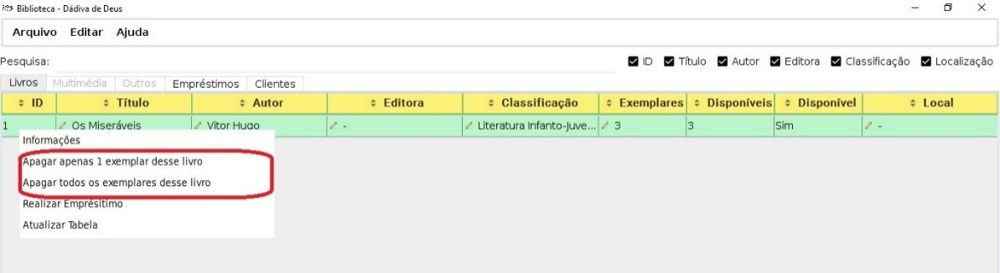 Biblioteca - Dádiva de Deus
Arquivo Editar Ajuda
Pesquisa: ID Título Autor Editora Classificação Localização
Livros Multimédia Outros Empréstimos Clientes
ID Título Autor Editora Classificação Exemplares Disponíveis Disponível Local
1 Os Miseráveis Vitor Hugo - Literatura Infanto-Juve... 3 3 Sim -
Informações
Apagar apenas 1 exemplar desse livro
Apagar todos os exemplares desse livro
Realizar Emprésitimo
Atualizar Tabela